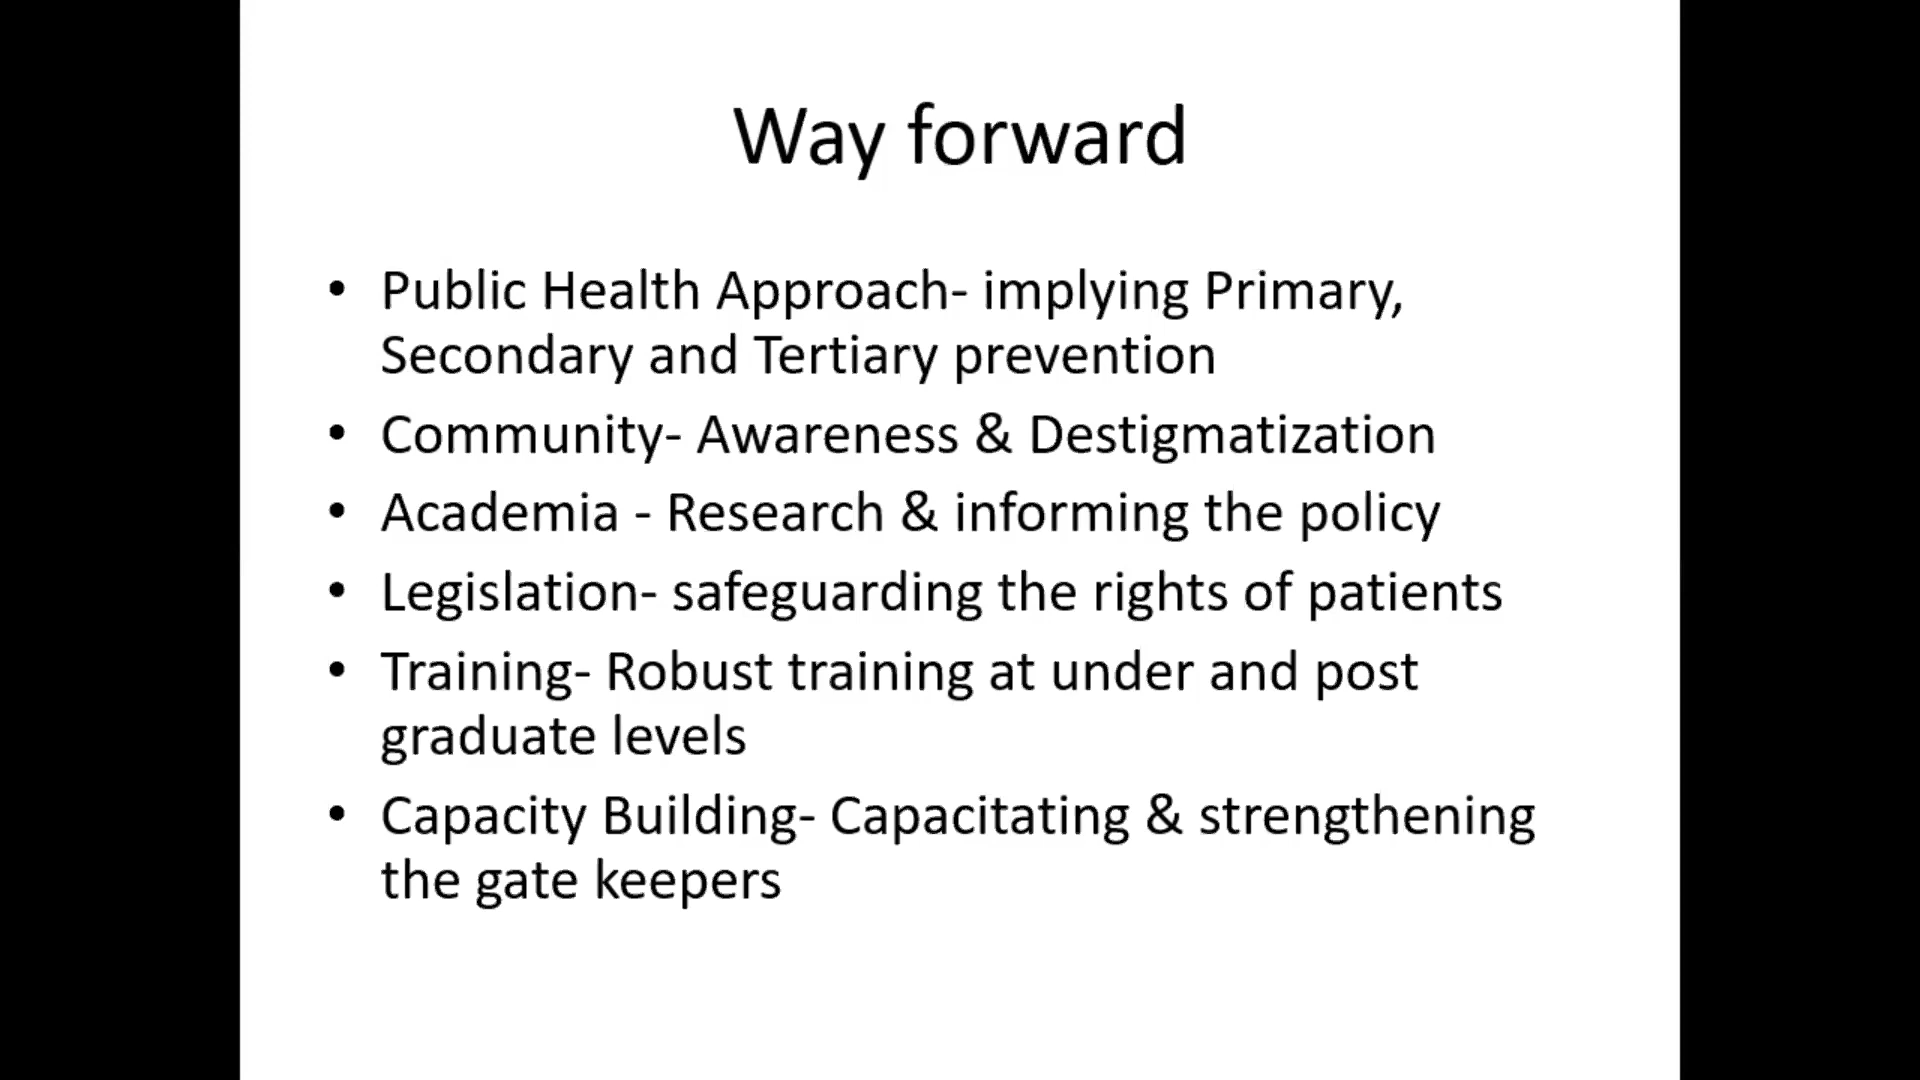 Way forward
• Public Health Approach- implying Primary,
Secondary and Tertiary prevention
• Community- Awareness & Destigmatization
• Academia - Research & informing the policy
• Legislation- safeguarding the rights of patients
• Training- Robust training at under and post
graduate levels
• Capacity Building- Capacitating & strengthening
the gate keepers